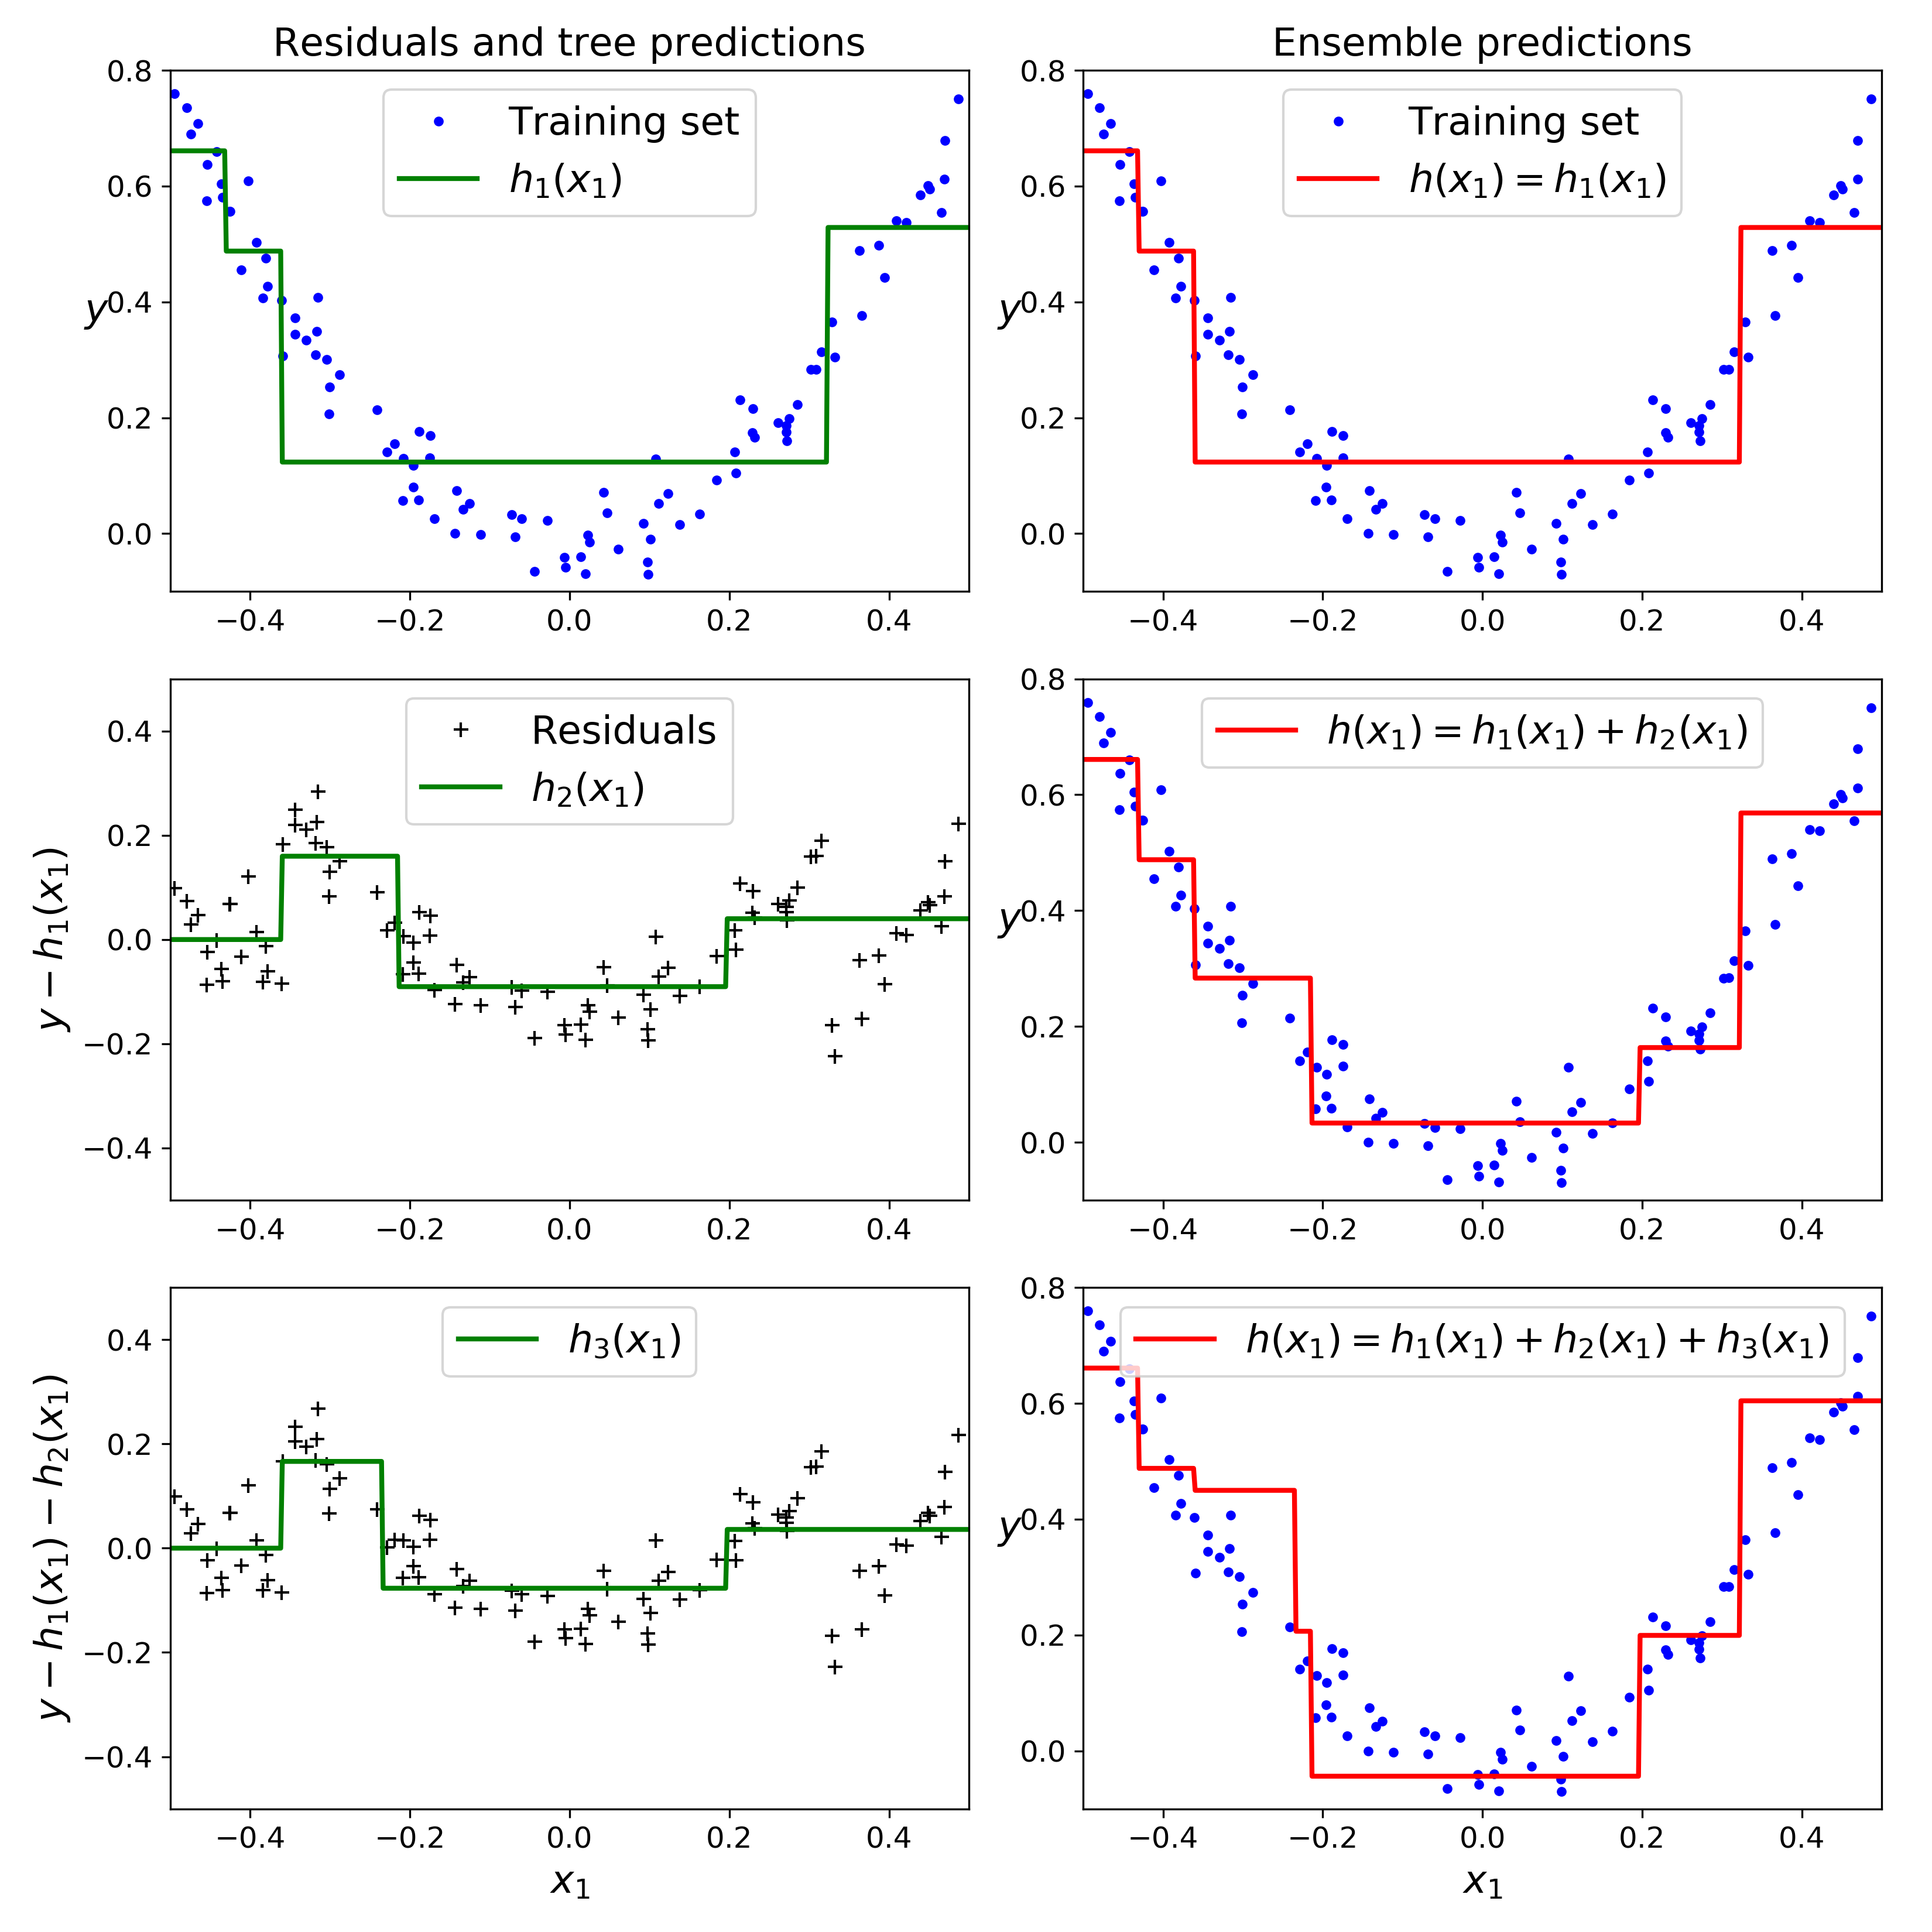 Residuals and tree predictions
0.8
0.6
0.4
0.2
0.0
y
Training set
h₁(x₁)
−0.4 −0.2 0.0 0.2 0.4
Ensemble predictions
0.8
0.6
0.4
0.2
0.0
y
Training set
h(x₁) = h₁(x₁)
−0.4 −0.2 0.0 0.2 0.4
0.4
0.2
0.0
−0.2
−0.4
y − h₁(x₁)
Residuals
h₂(x₁)
−0.4 −0.2 0.0 0.2 0.4
0.8
0.6
0.4
0.2
0.0
y
h(x₁) = h₁(x₁) + h₂(x₁)
−0.4 −0.2 0.0 0.2 0.4
0.4
0.2
0.0
−0.2
−0.4
y − h₁(x₁) − h₂(x₁)
h₃(x₁)
−0.4 −0.2 0.0 0.2 0.4
x₁
0.8
0.6
0.4
0.2
0.0
y
h(x₁) = h₁(x₁) + h₂(x₁) + h₃(x₁)
−0.4 −0.2 0.0 0.2 0.4
x₁